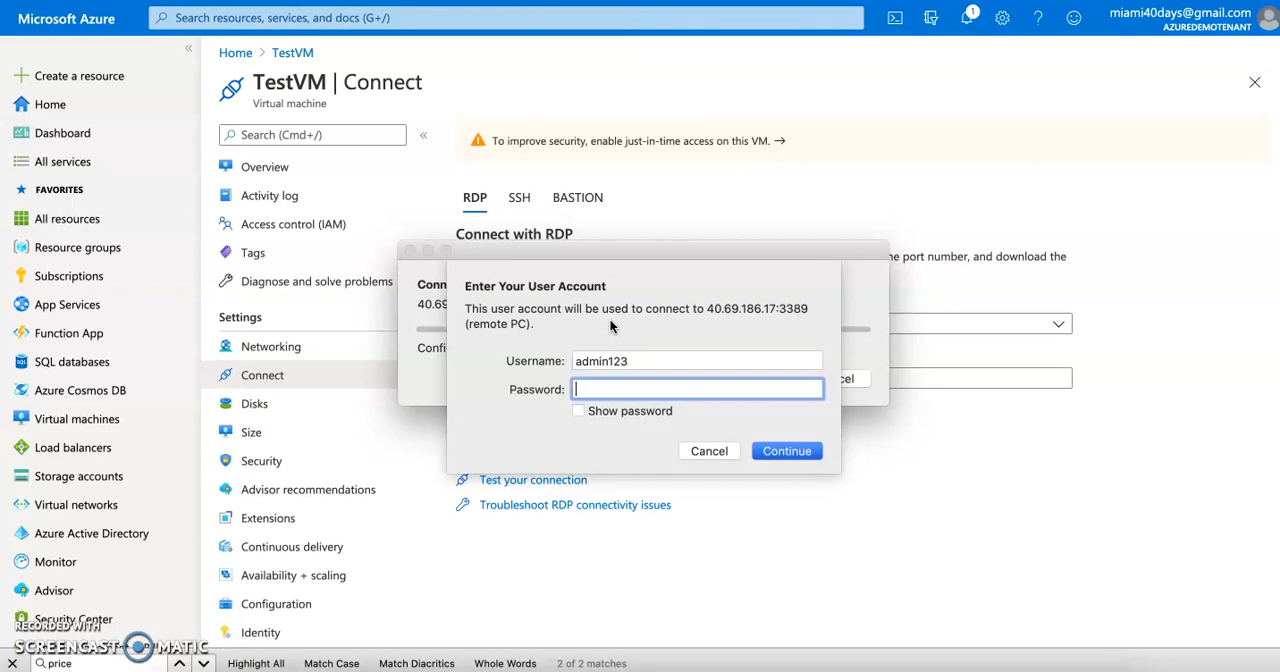 Microsoft Azure
Search resources, services, and docs (G+/)
1
miami40days@gmail.com
AZUREDEMOTENANT
Create a resource
Home
Dashboard
All services
FAVORITES
All resources
Resource groups
Subscriptions
App Services
Function App
SQL databases
Azure Cosmos DB
Virtual machines
Load balancers
Storage accounts
Virtual networks
Azure Active Directory
Monitor
Advisor
Security Center
Home > TestVM
TestVM | Connect
Virtual machine
Search (Cmd+/)
Overview
Activity log
Access control (IAM)
Tags
Diagnose and solve problems
Settings
Networking
Connect
Disks
Size
Security
Advisor recommendations
Extensions
Continuous delivery
Availability + scaling
Configuration
Identity
To improve security, enable just-in-time access on this VM. →
RDP SSH BASTION
Connect with RDP
ne port number, and download the
Conn
40.69
Confi
cel
Enter Your User Account
This user account will be used to connect to 40.69.186.17:3389
(remote PC).
Username: admin123
Password:
Show password
Cancel Continue
Test your connection
Troubleshoot RDP connectivity issues
RECORDED WITH
SCREENCAST MATIC
price
Highlight All Match Case Match Diacritics Whole Words 2 of 2 matches